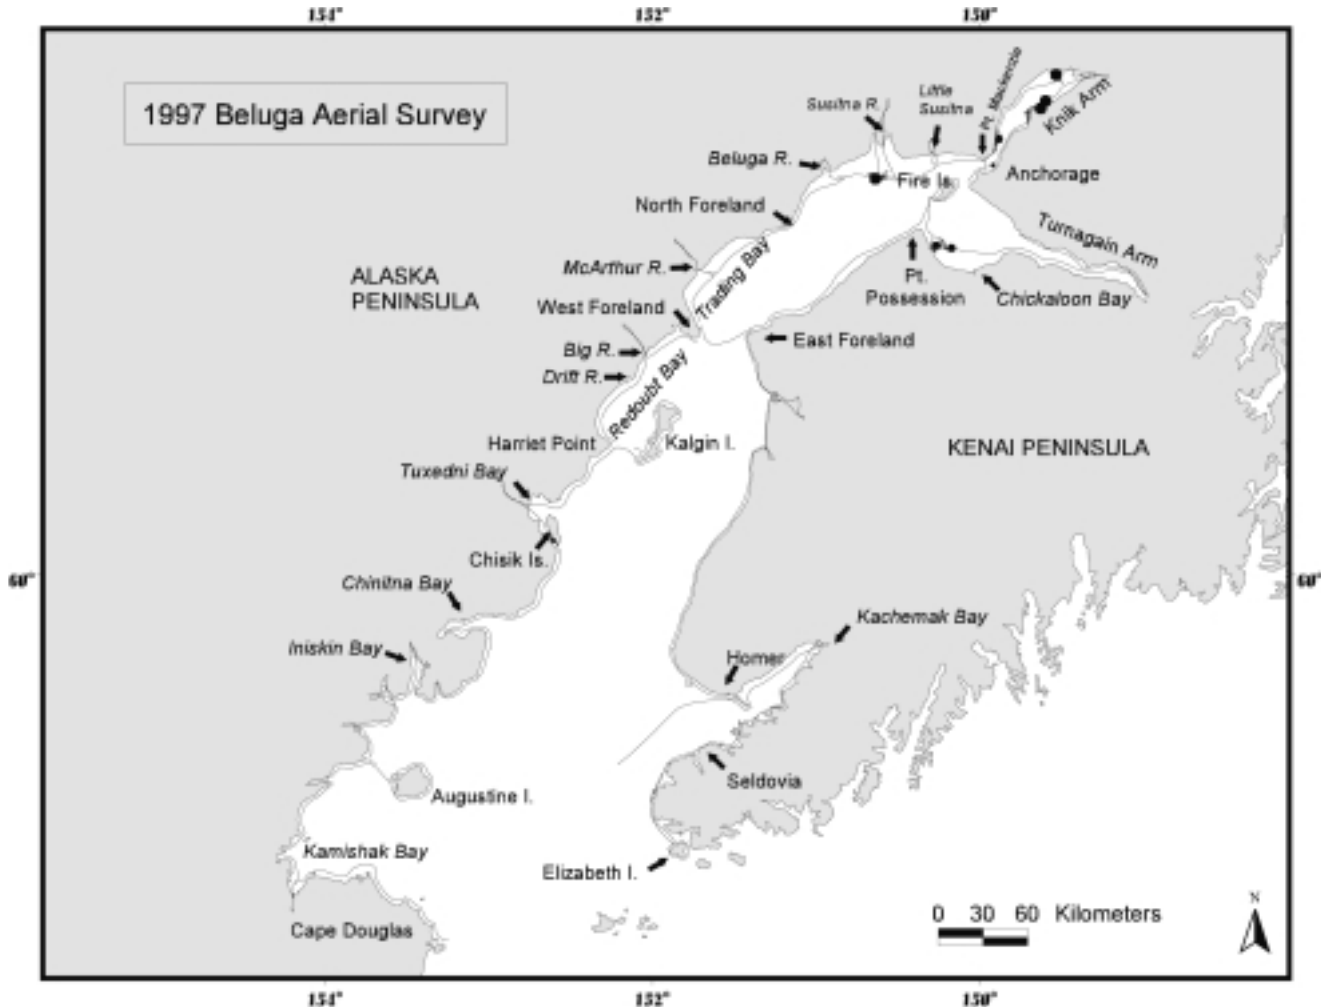 154° 152° 150°
1997 Beluga Aerial Survey
Susitna R.
Little
Susitna
Pt. Mackenzie
Knik Arm
Beluga R.
Fire Is.
Anchorage
North Foreland
Turnagain Arm
McArthur R.
Trading Bay
ALASKA
PENINSULA
Pt.
Possession
Chickaloon Bay
West Foreland
East Foreland
Big R.
Drift R.
Redoubt Bay
Harriet Point
Kalgin I.
KENAI PENINSULA
Tuxedni Bay
Chisik Is.
60° 60°
Chinitna Bay
Kachemak Bay
Iniskin Bay
Homer
Seldovia
Augustine I.
Kamishak Bay
Elizabeth I.
Cape Douglas
0 30 60 Kilometers
N
154° 152° 150°